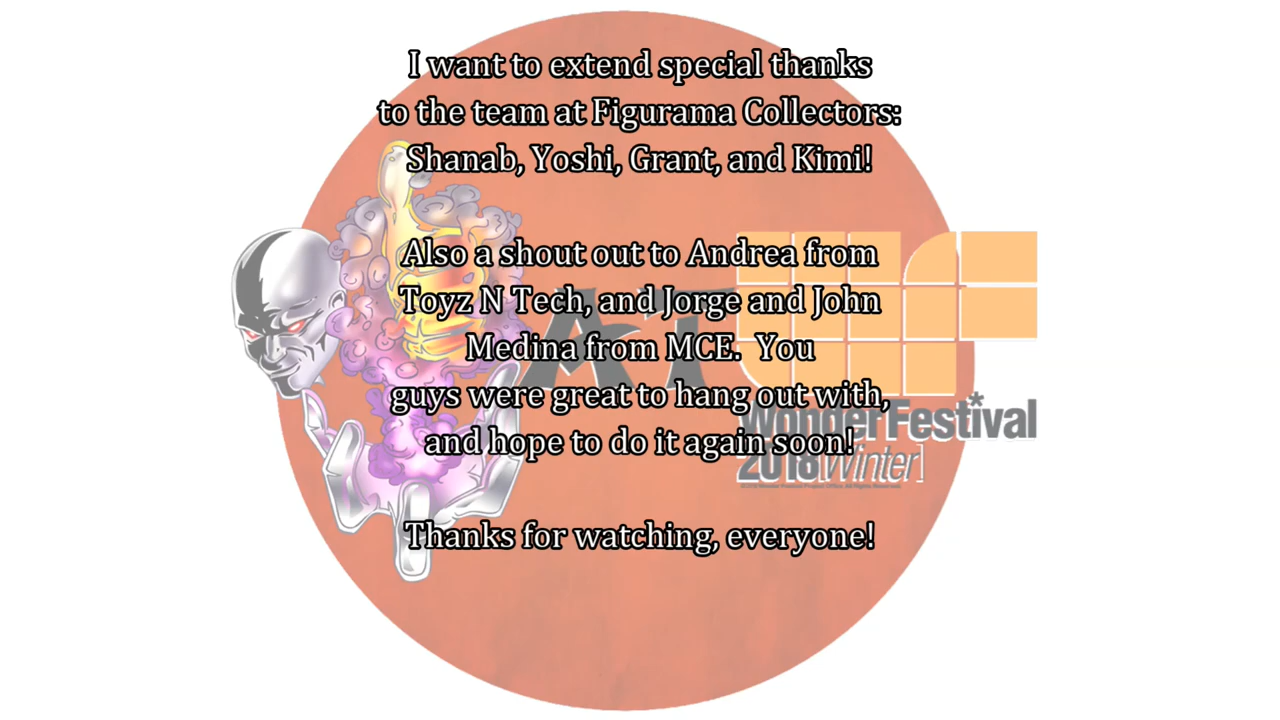 I want to extend special thanks
to the team at Figurama Collectors:
Shanab, Yoshi, Grant, and Kimi!
Also a shout out to Andrea from
Toyz N Tech, and Jorge and John
Medina from MCE.  You
guys were great to hang out with,
and hope to do it again soon!
Thanks for watching, everyone!
AT
WF
Wonder Festival
2018[Winter]